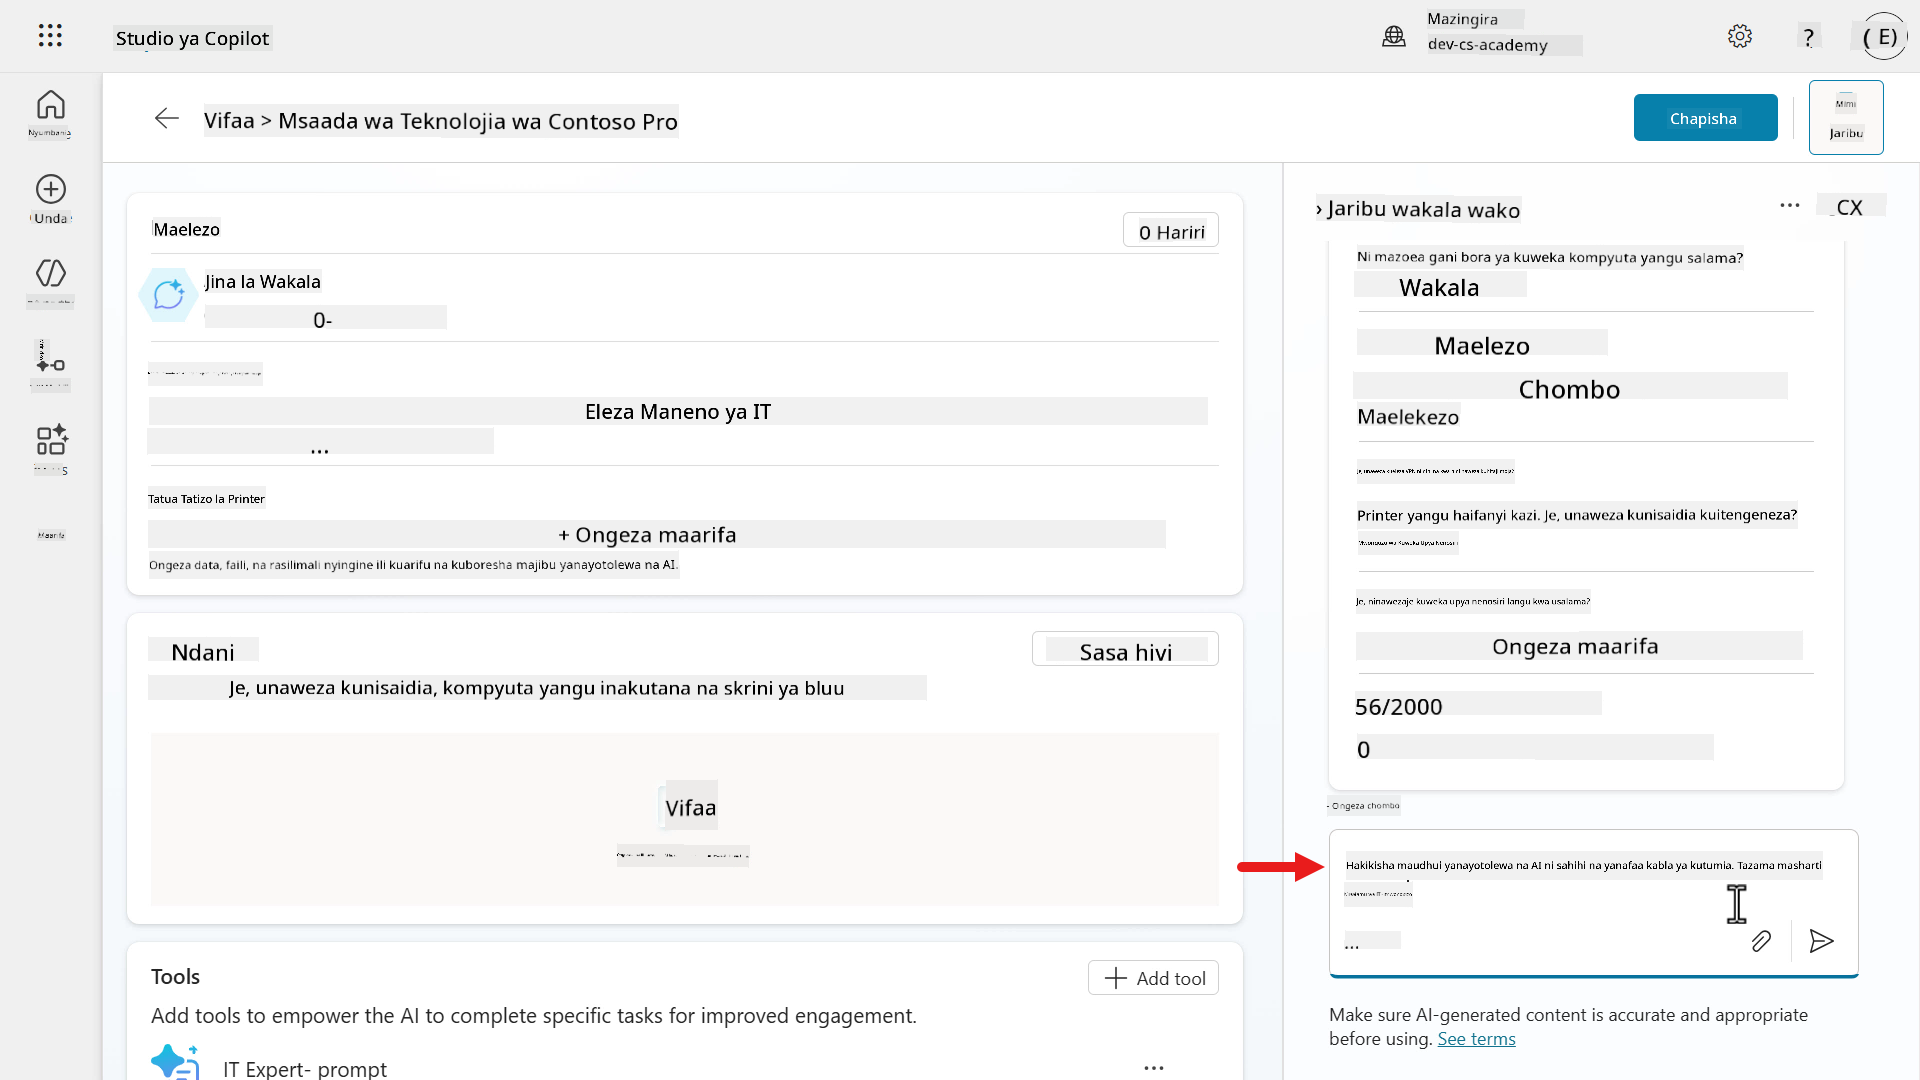 Studio ya Copilot
Mazingira
dev-cs-academy
?
( E)
Nyumbani
Unda
Maarifa
Vifaa > Msaada wa Teknolojia wa Contoso Pro
Chapisha
Mimi
Jaribu
Maelezo
0 Hariri
Jina la Wakala
0-
Eleza Maneno ya IT
...
Tatua Tatizo la Printer
+ Ongeza maarifa
Ongeza data, faili, na rasilimali nyingine ili kuarifu na kuboresha majibu yanayotolewa na AI.
Ndani
Sasa hivi
Je, unaweza kunisaidia, kompyuta yangu inakutana na skrini ya bluu
Vifaa
Tools
Add tool
Add tools to empower the AI to complete specific tasks for improved engagement.
IT Expert- prompt
...
› Jaribu wakala wako
...
CX
Ni mazoea gani bora ya kuweka kompyuta yangu salama?
Wakala
Maelezo
Chombo
Maelekezo
Printer yangu haifanyi kazi. Je, unaweza kunisaidia kuitengeneza?
Mwongozo wa Kuweka Upya Nenosiri
Je, ninawezaje kuweka upya nenosiri langu kwa usalama?
Ongeza maarifa
56/2000
0
- Ongeza chombo
Hakikisha maudhui yanayotolewa na AI ni sahihi na yanafaa kabla ya kutumia. Tazama masharti
...
Make sure AI-generated content is accurate and appropriate
before using. See terms